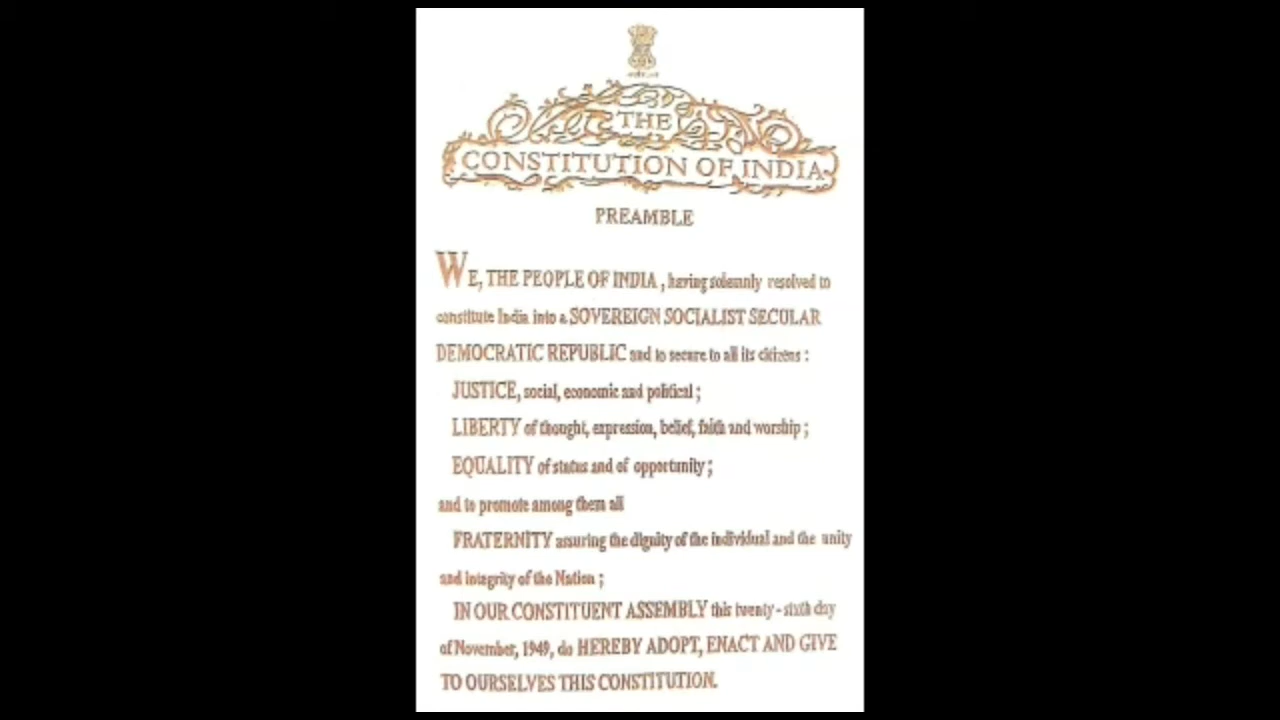 THE
CONSTITUTION OF INDIA
PREAMBLE
WE, THE PEOPLE OF INDIA, having solemnly resolved to
constitute India into a SOVEREIGN SOCIALIST SECULAR
DEMOCRATIC REPUBLIC and to secure to all its citizens :
JUSTICE, social, economic and political ;
LIBERTY of thought, expression, belief, faith and worship ;
EQUALITY of status and of opportunity ;
and to promote among them all
FRATERNITY assuring the dignity of the individual and the unity
and integrity of the Nation ;
IN OUR CONSTITUENT ASSEMBLY this twenty - sixth day
of November, 1949, do HEREBY ADOPT, ENACT AND GIVE
TO OURSELVES THIS CONSTITUTION.